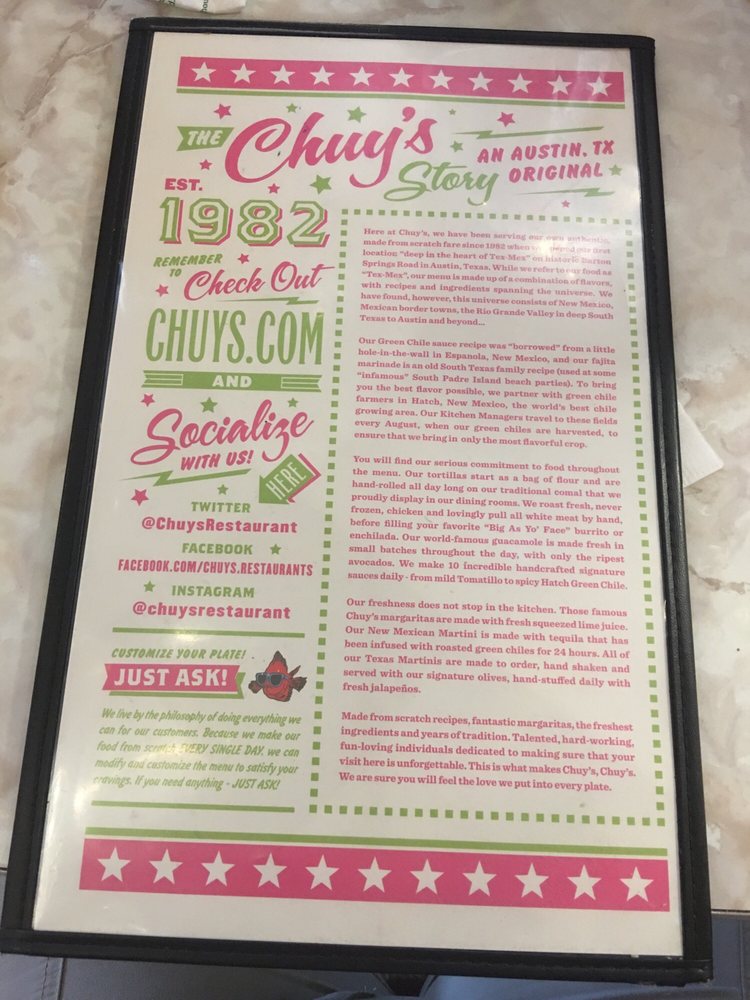 THE Chuy's Story
AN AUSTIN, TX
ORIGINAL
EST.
1982
REMEMBER
TO
Check Out
CHUYS.COM
AND
Socialize
WITH US!
HERE
TWITTER
@ChuysRestaurant
FACEBOOK
FACEBOOK.COM/CHUYS.RESTAURANTS
INSTAGRAM
@chuysrestaurant
CUSTOMIZE YOUR PLATE!
JUST ASK!
We live by the philosophy of doing everything we
can for our customers. Because we make our
food from scratch EVERY SINGLE DAY, we can
modify and customize the menu to satisfy your
cravings. If you need anything - JUST ASK!
Here at Chuy's, we have been serving our own authentic,
made from scratch fare since 1982 when we opened our first
location "deep in the heart of Tex-Mex" on historic Barton
Springs Road in Austin, Texas. While we refer to our food as
"Tex-Mex", our menu is made up of a combination of flavors,
with recipes and ingredients spanning the universe. We
have found, however, this universe consists of New Mexico,
Mexican border towns, the Rio Grande Valley in deep South
Texas to Austin and beyond...
Our Green Chile sauce recipe was "borrowed" from a little
hole-in-the-wall in Espanola, New Mexico, and our fajita
marinade is an old South Texas family recipe (used at some
"infamous" South Padre Island beach parties). To bring
you the best flavor possible, we partner with green chile
farmers in Hatch, New Mexico, the world's best chile
growing area. Our Kitchen Managers travel to these fields
every August, when our green chiles are harvested, to
ensure that we bring in only the most flavorful crop.
You will find our serious commitment to food throughout
the menu. Our tortillas start as a bag of flour and are
hand-rolled all day long on our traditional comal that we
proudly display in our dining rooms. We roast fresh, never
frozen, chicken and lovingly pull all white meat by hand,
before filling your favorite "Big As Yo' Face" burrito or
enchilada. Our world-famous guacamole is made fresh in
small batches throughout the day, with only the ripest
avocados. We make 10 incredible handcrafted signature
sauces daily - from mild Tomatillo to spicy Hatch Green Chile.
Our freshness does not stop in the kitchen. Those famous
Chuy's margaritas are made with fresh squeezed lime juice.
Our New Mexican Martini is made with tequila that has
been infused with roasted green chiles for 24 hours. All of
our Texas Martinis are made to order, hand shaken and
served with our signature olives, hand-stuffed daily with
fresh jalapeños.
Made from scratch recipes, fantastic margaritas, the freshest
ingredients and years of tradition. Talented, hard-working,
fun-loving individuals dedicated to making sure that your
visit here is unforgettable. This is what makes Chuy's, Chuy's.
We are sure you will feel the love we put into every plate.